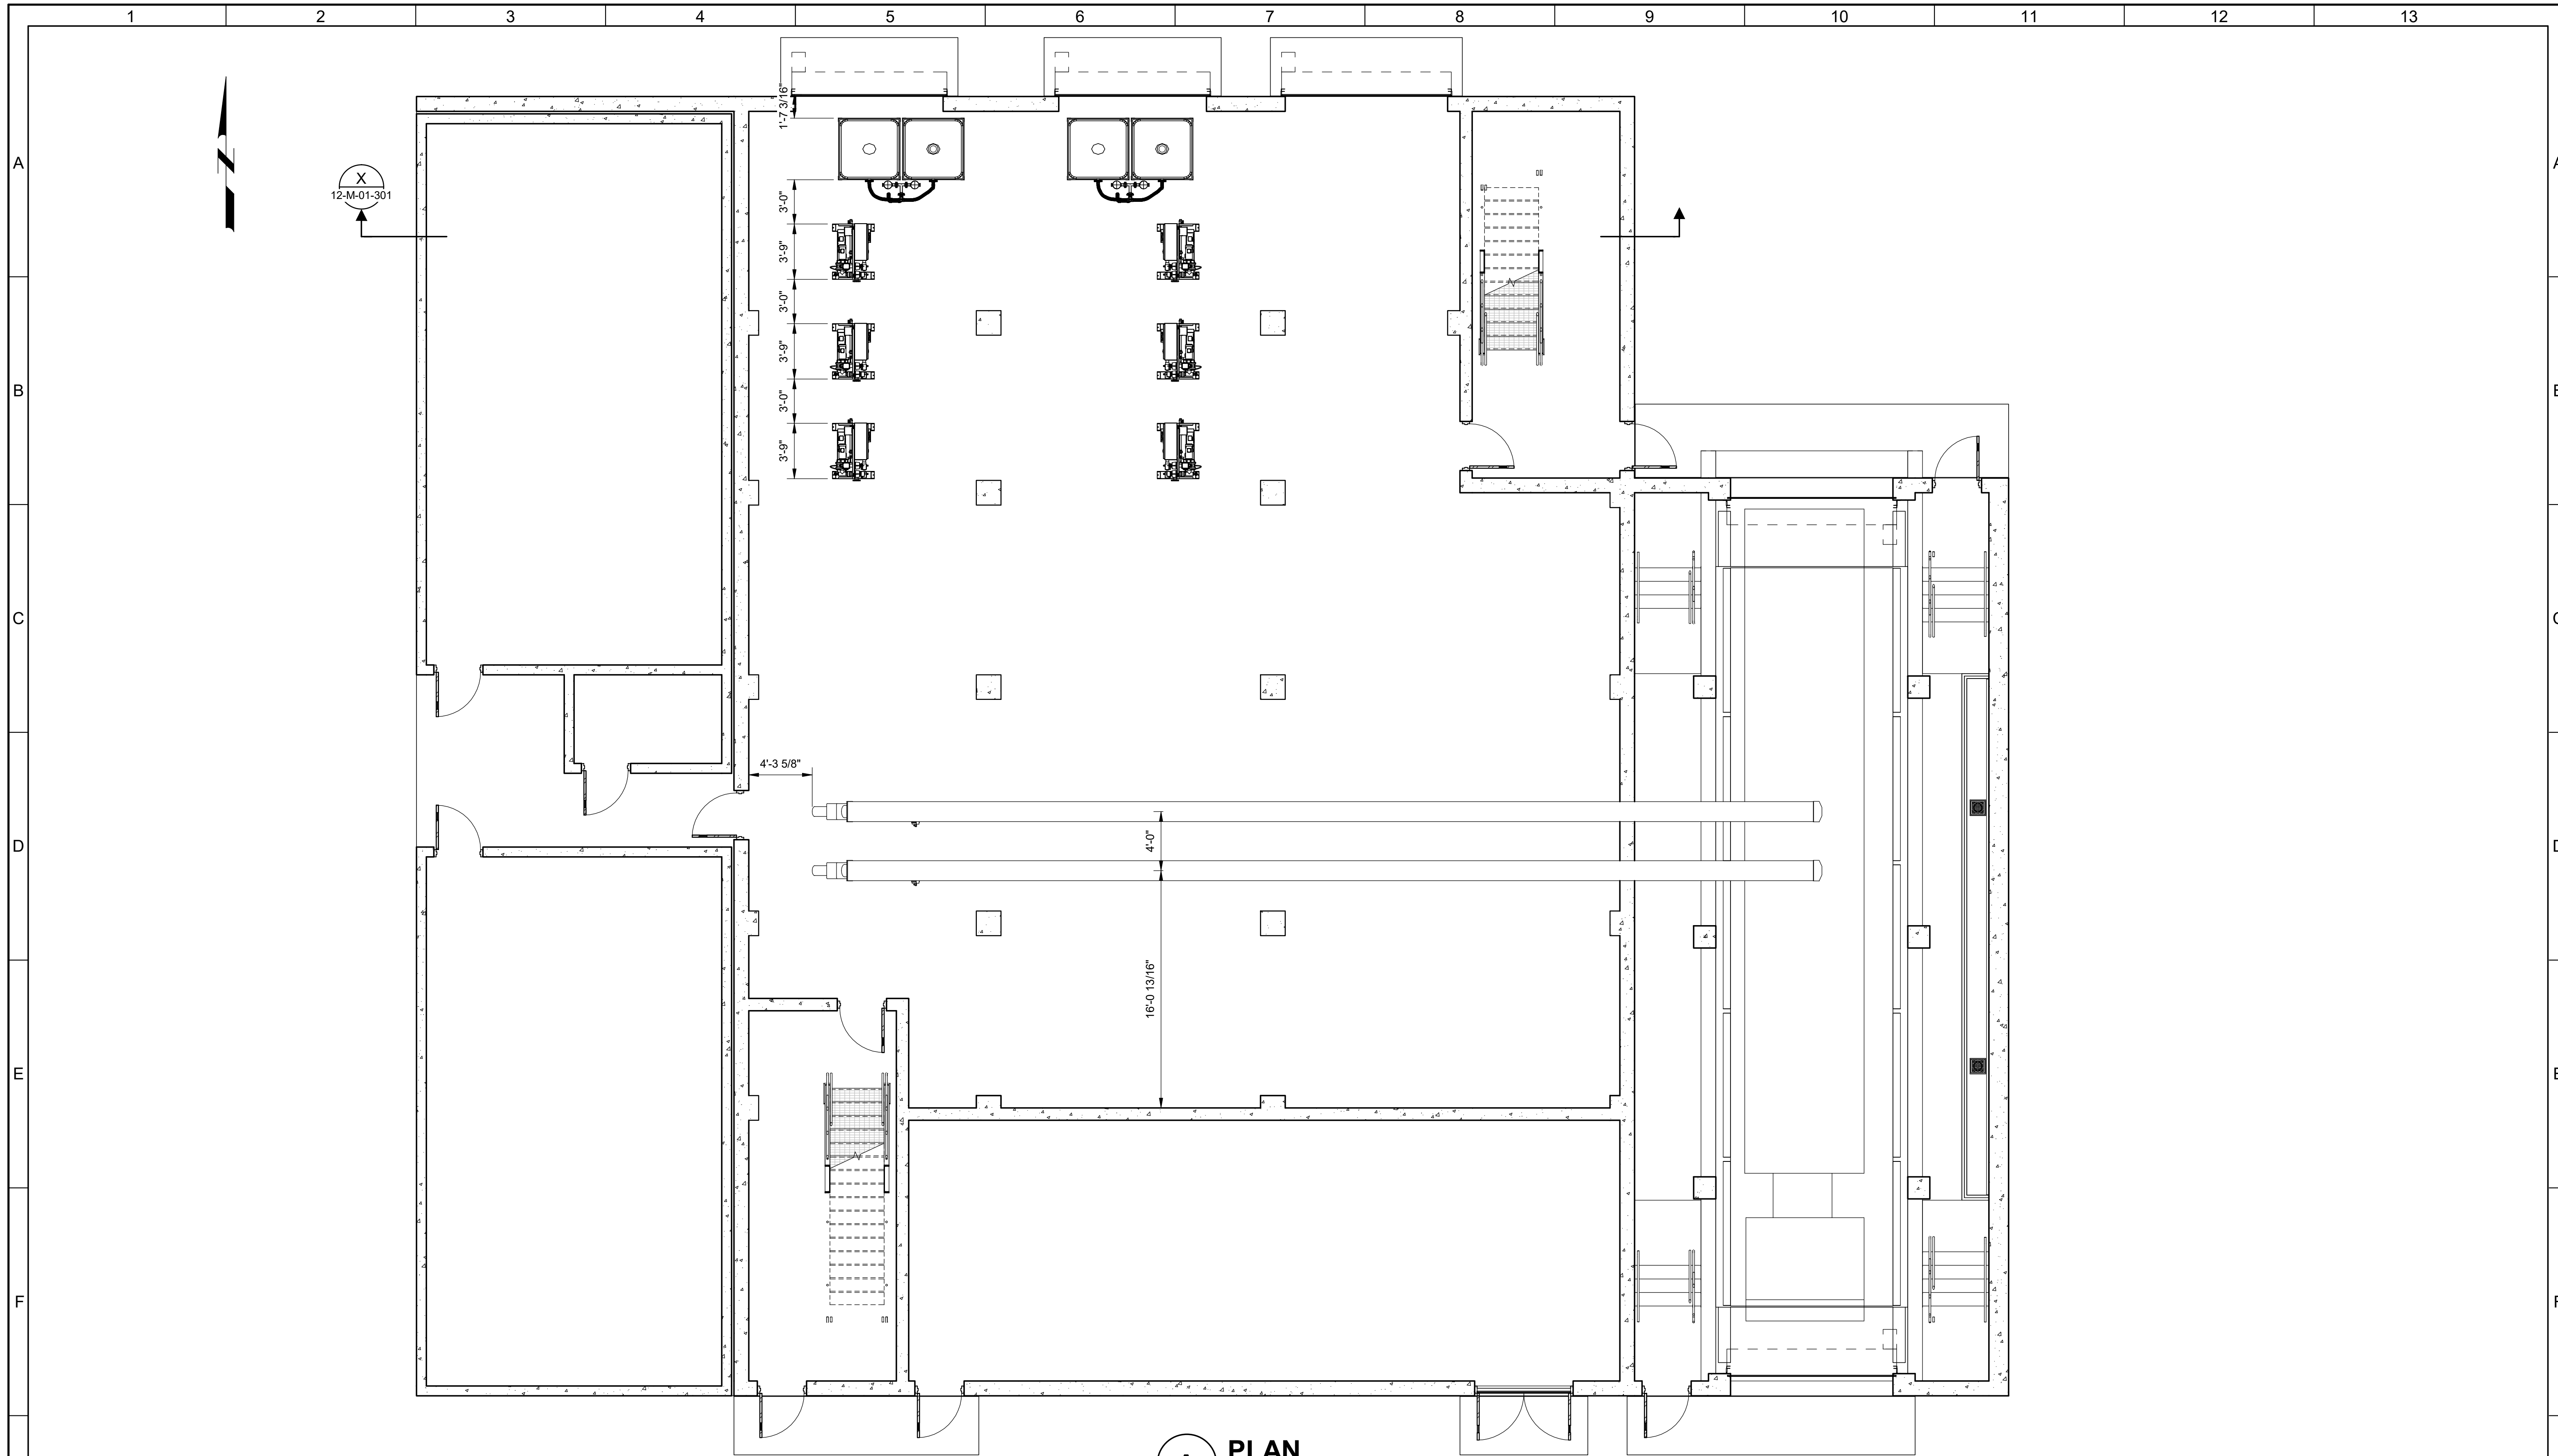 1 2 3 4 5 6 7 8 9 10 11 12 13
A
B
C
D
E
F
N
X
12-M-01-301
1'-7 3/16"
3'-0"
3'-9"
3'-0"
3'-9"
3'-0"
3'-9"
4'-3 5/8"
4'-0"
16'-0 13/16"
PLAN